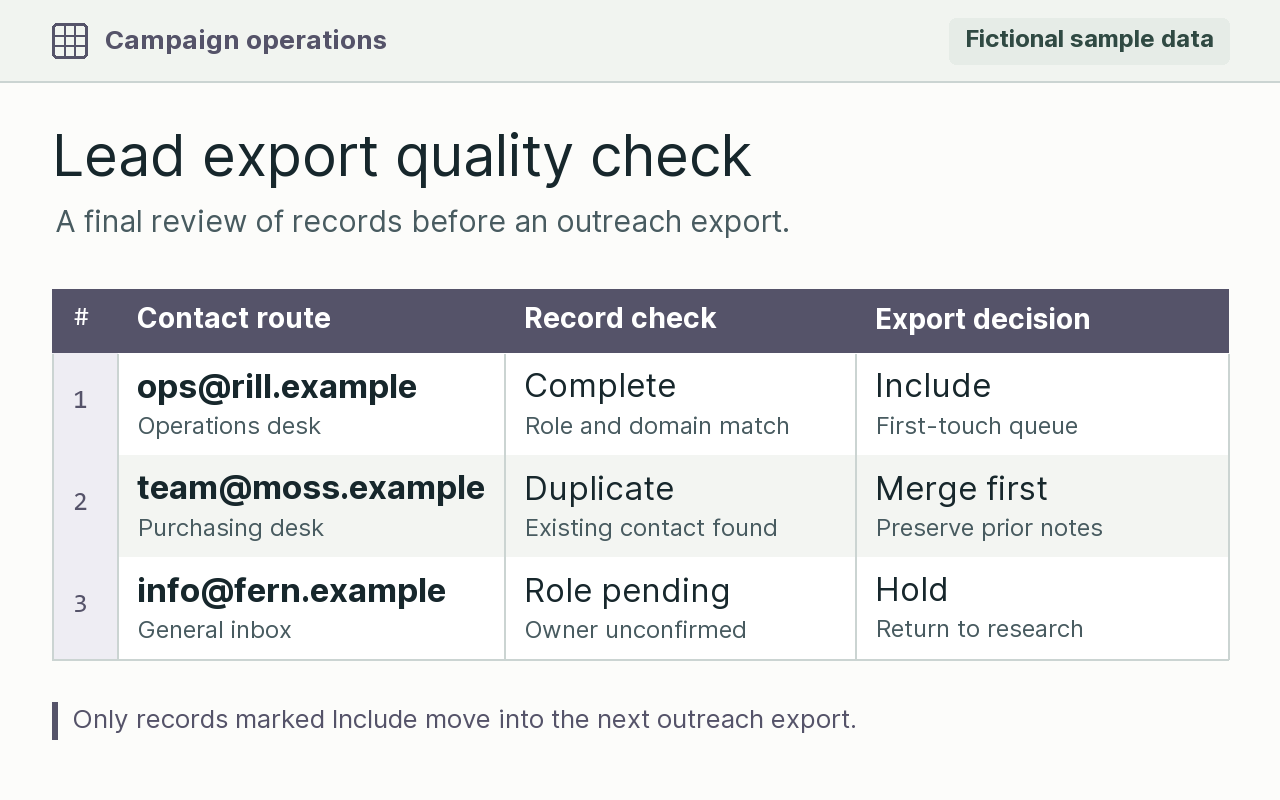 Campaign operations
Fictional sample data
Lead export quality check
A final review of records before an outreach export.
# Contact route Record check Export decision
1 ops@rill.example Complete Include
Operations desk Role and domain match First-touch queue
2 team@moss.example Duplicate Merge first
Purchasing desk Existing contact found Preserve prior notes
3 info@fern.example Role pending Hold
General inbox Owner unconfirmed Return to research
Only records marked Include move into the next outreach export.